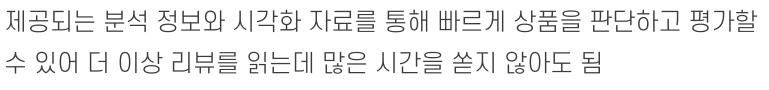 제공되는 분석 정보와 시각화 자료를 통해 빠르게 상품을 판단하고 평가할
수 있어 더 이상 리뷰를 읽는데 많은 시간을 쏟지 않아도 됨